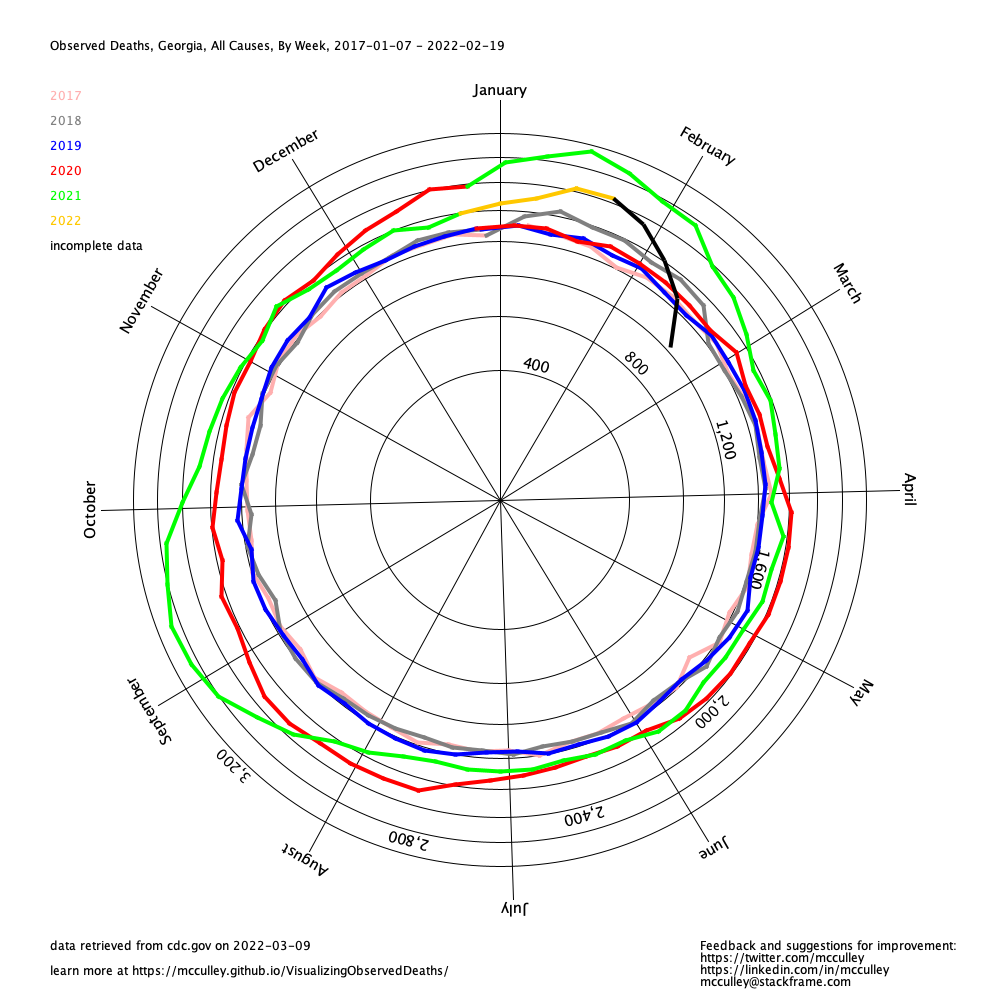 Observed Deaths, Georgia, All Causes, By Week, 2017-01-07 - 2022-02-19
2017
2018
2019
2020
2021
2022
incomplete data
January
February
March
April
May
June
July
August
September
October
November
December
400
800
1,200
1,600
2,000
2,400
2,800
3,200
data retrieved from cdc.gov on 2022-03-09
learn more at https://mcculley.github.io/VisualizingObservedDeaths/
Feedback and suggestions for improvement:
https://twitter.com/mcculley
https://linkedin.com/in/mcculley
mcculley@stackframe.com